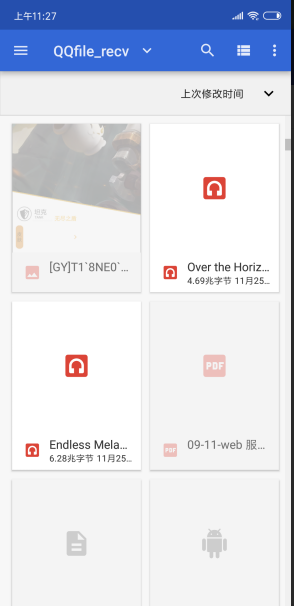 上午11:27
QQfile_recv
上次修改时间
[GY]T1`8NE0`...
Over the Horiz...
4.69兆字节 11月25...
Endless Mela...
6.28兆字节 11月25...
PDF
PDF
09-11-web 服...